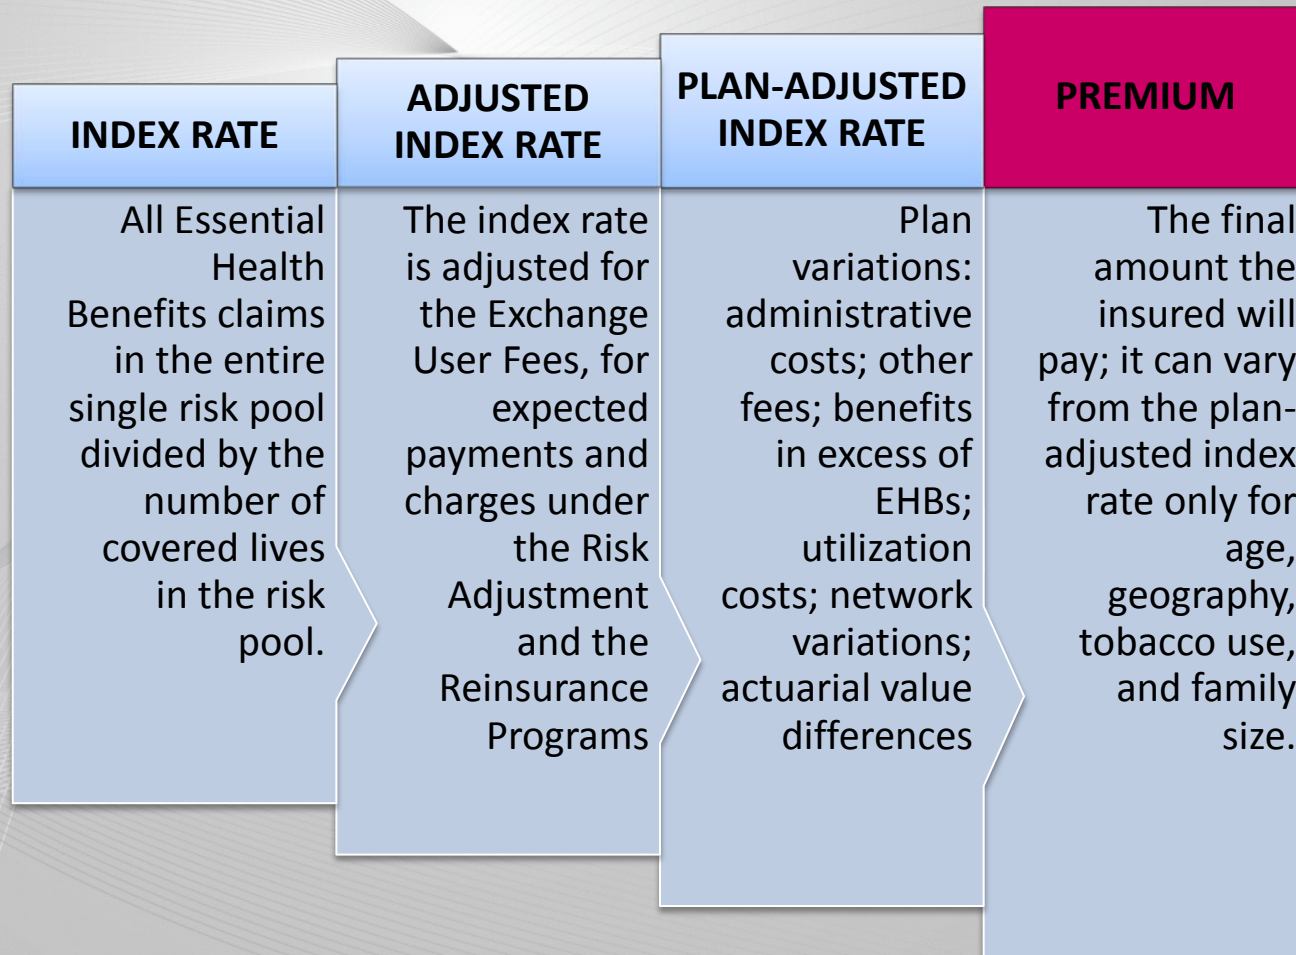 INDEX RATE
All Essential
Health
Benefits claims
in the entire
single risk pool
divided by the
number of
covered lives
in the risk
pool.
ADJUSTED
INDEX RATE
The index rate
is adjusted for
the Exchange
User Fees, for
expected
payments and
charges under
the Risk
Adjustment
and the
Reinsurance
Programs
PLAN-ADJUSTED
INDEX RATE
Plan
variations:
administrative
costs; other
fees; benefits
in excess of
EHBs;
utilization
costs; network
variations;
actuarial value
differences
PREMIUM
The final
amount the
insured will
pay; it can vary
from the plan-
adjusted index
rate only for
age,
geography,
tobacco use,
and family
size.